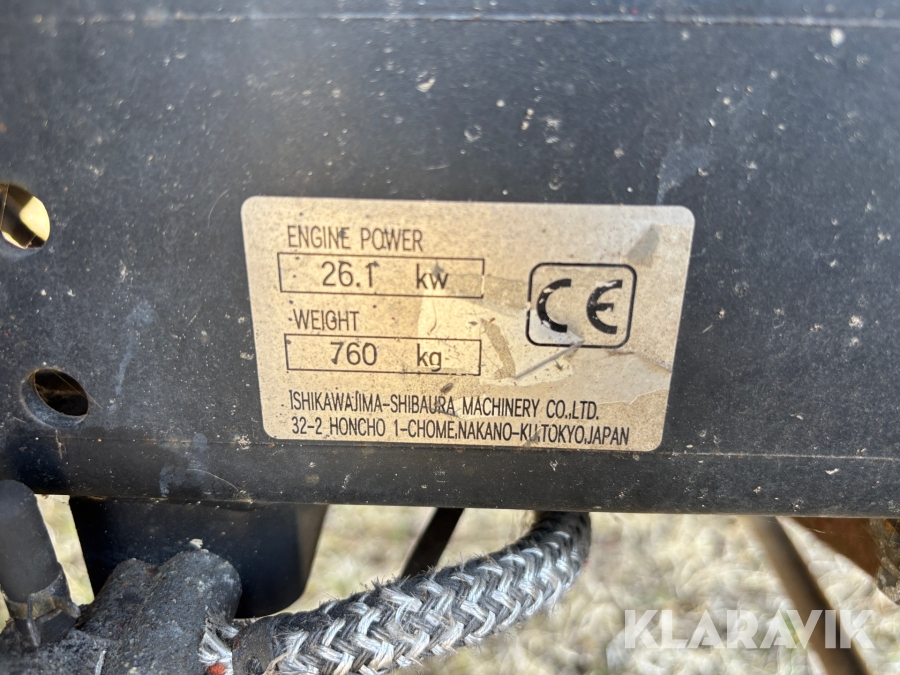 ENGINE POWER
26.1 kw
WEIGHT
760 kg
CE
ISHIKAWAJIMA-SHIBAURA MACHINERY CO.,LTD.
32-2 HONCHO 1-CHOME,NAKANO-KU,TOKYO,JAPAN
KLARAVIK